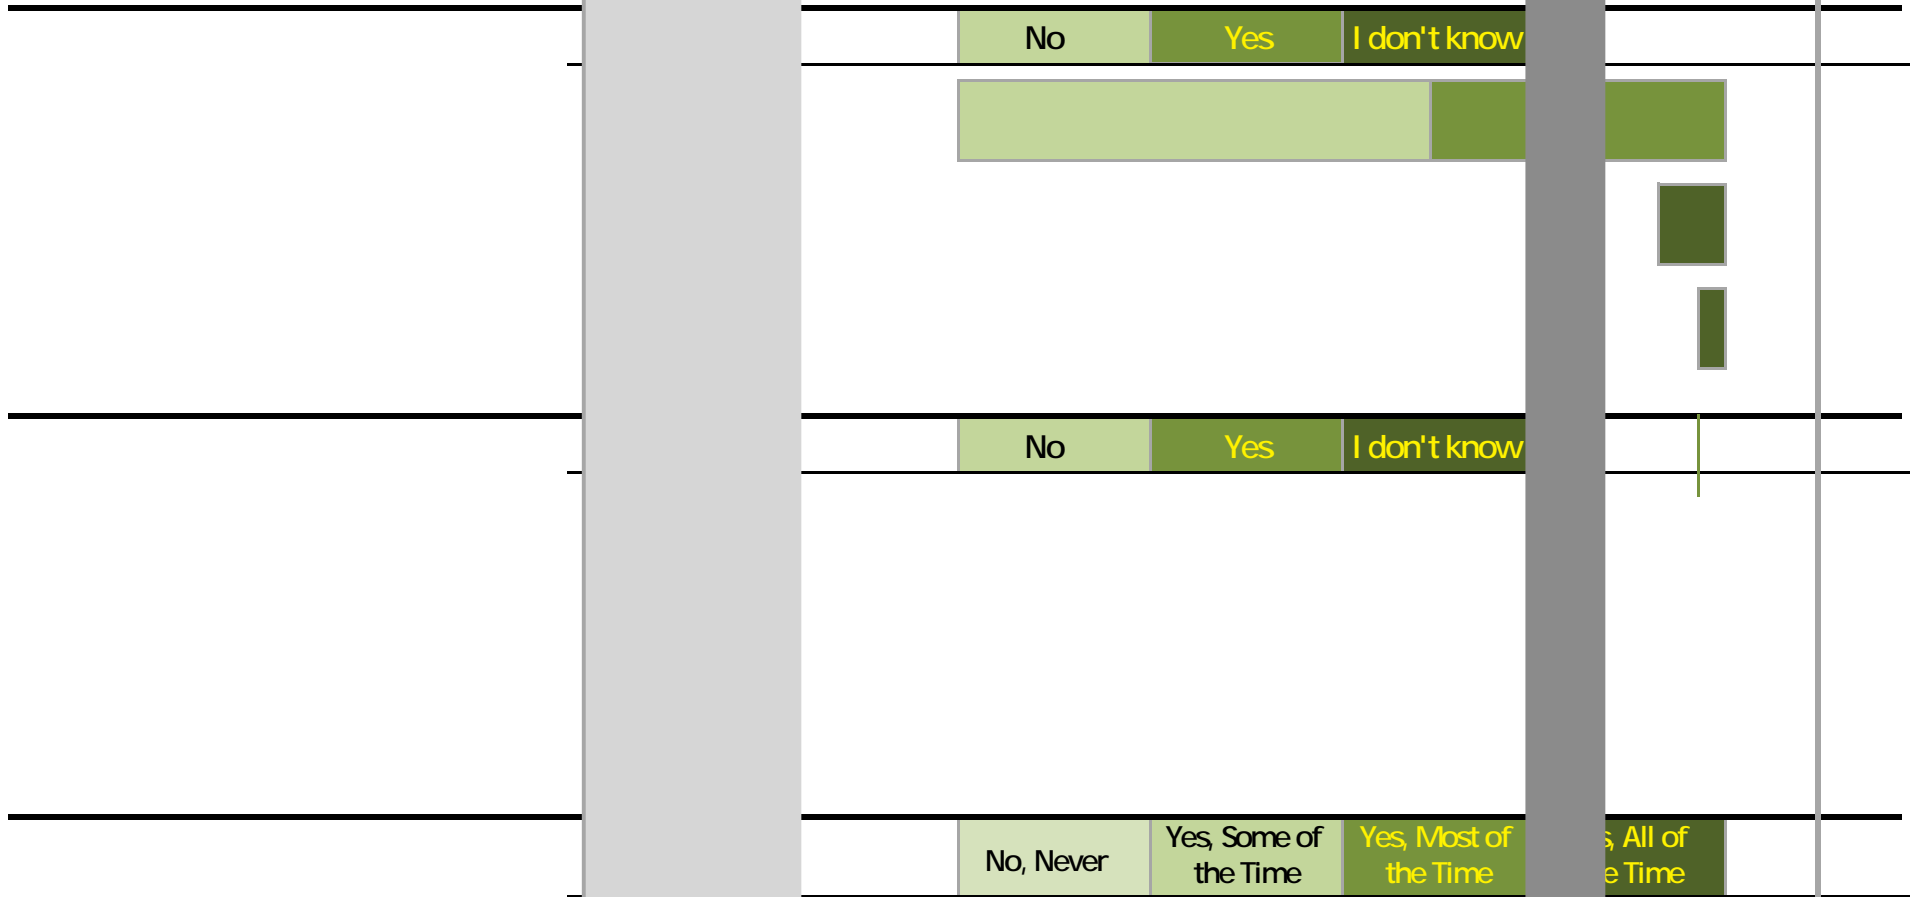 No Yes I don't know
No Yes I don't know
No, Never Yes, Some of Yes, Most of All of
the Time the Time Time